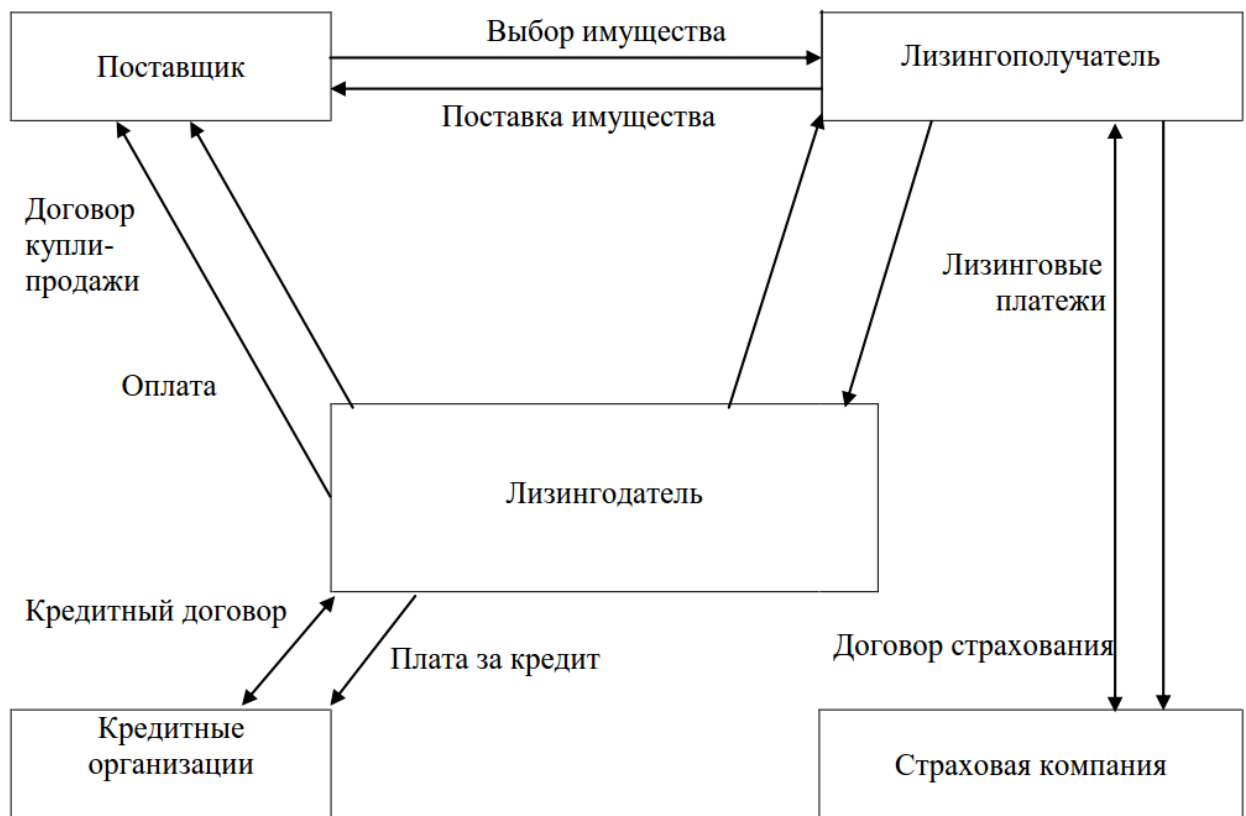 Выбор имущества
Поставщик
Лизингополучатель
Поставка имущества
Договор
купли-
продажи
Лизинговые
платежи
Оплата
Лизингодатель
Кредитный договор
Плата за кредит
Договор страхования
Кредитные
организации
Страховая компания